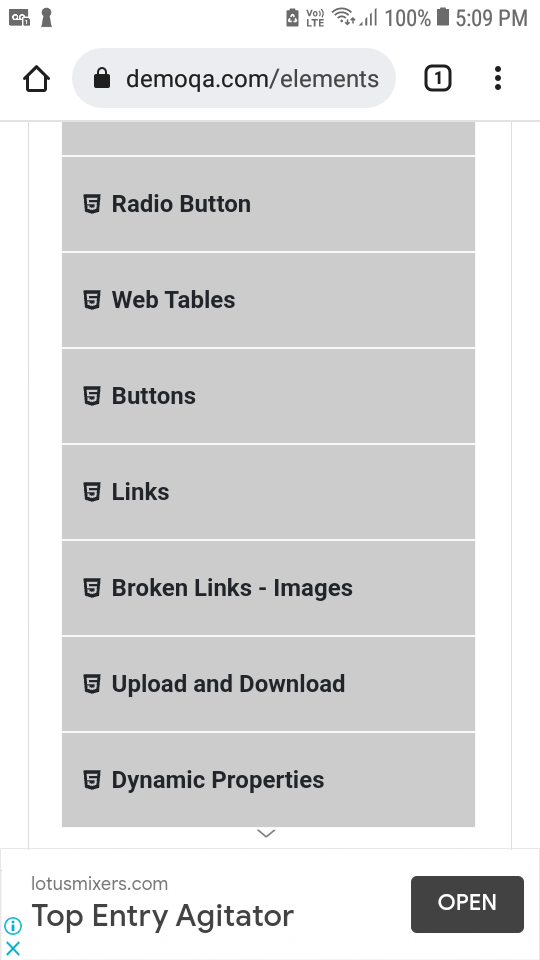 Vo))
LTE
100%
5:09 PM
demoqa.com/elements
1
Radio Button
Web Tables
Buttons
Links
Broken Links - Images
Upload and Download
Dynamic Properties
lotusmixers.com
Top Entry Agitator
OPEN